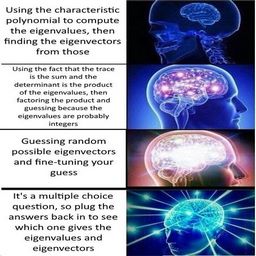 Using the characteristic
polynomial to compute
the eigenvalues, then
finding the eigenvectors
from those
Using the fact that the trace
is the sum and the
determinant is the product
of the eigenvalues, then
factoring the product and
guessing because the
eigenvalues are probably
integers
Guessing random
possible eigenvectors
and fine-tuning your
guess
It's a multiple choice
question, so plug the
answers back in to see
which one gives the
eigenvalues and
eigenvectors